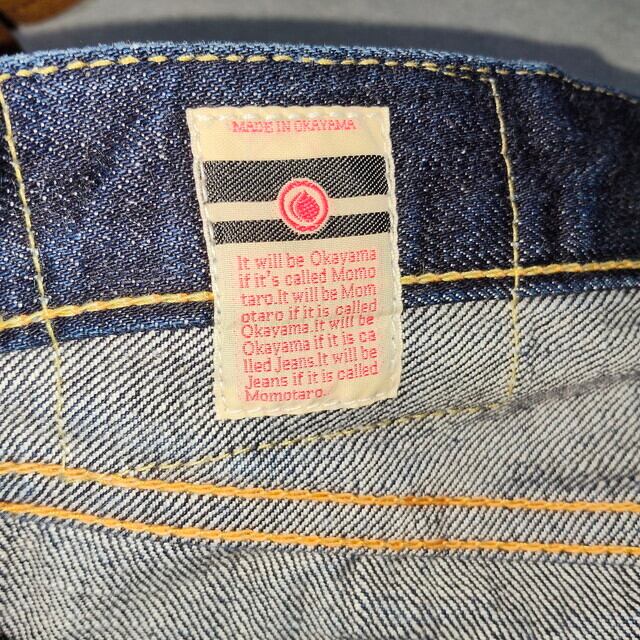 MADE IN OKAYAMA
It will be Okayama
if it's called Momo
taro.It will be Mom
otaro if it is called
Okayama.It will be
Okayama if it is ca
lled Jeans.It will be
Jeans if it is called
Momotaro.